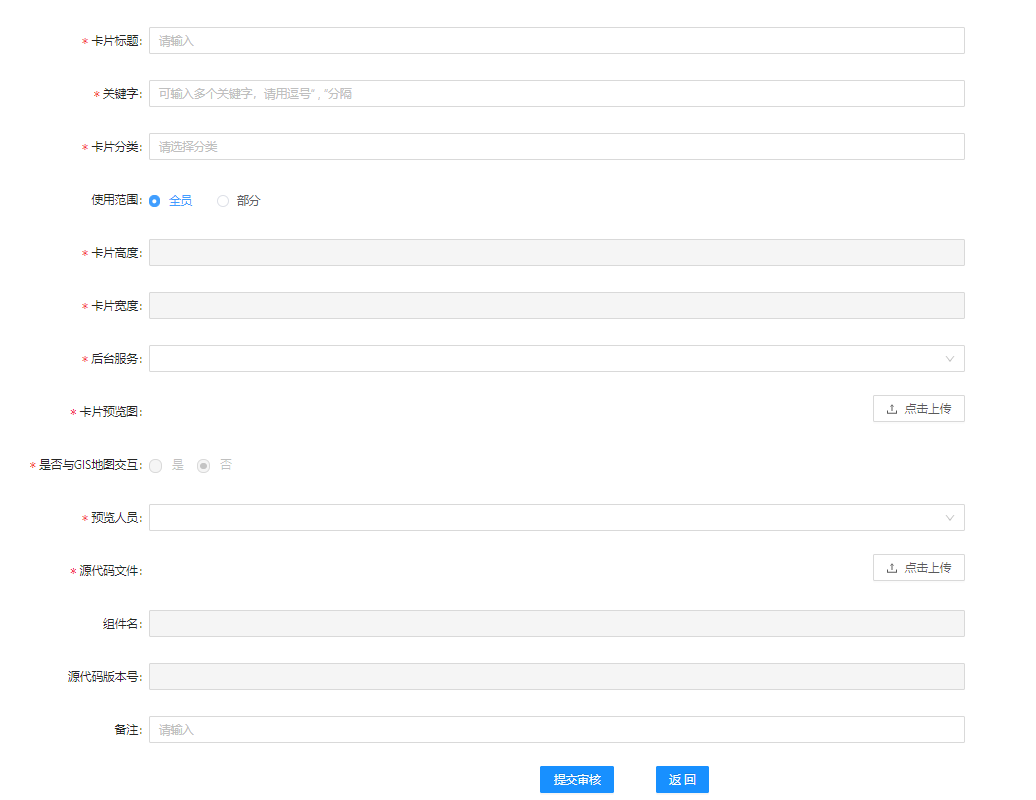 * 卡片标题: 请输入
* 关键字: 可输入多个关键字，请用逗号“ , ”分隔
* 卡片分类: 请选择分类
使用范围: 全员 部分
* 卡片高度:
* 卡片宽度:
* 后台服务:
* 卡片预览图: 点击上传
* 是否与GIS地图交互: 是 否
* 预览人员:
* 源代码文件: 点击上传
组件名:
源代码版本号:
备注: 请输入
提交审核 返 回